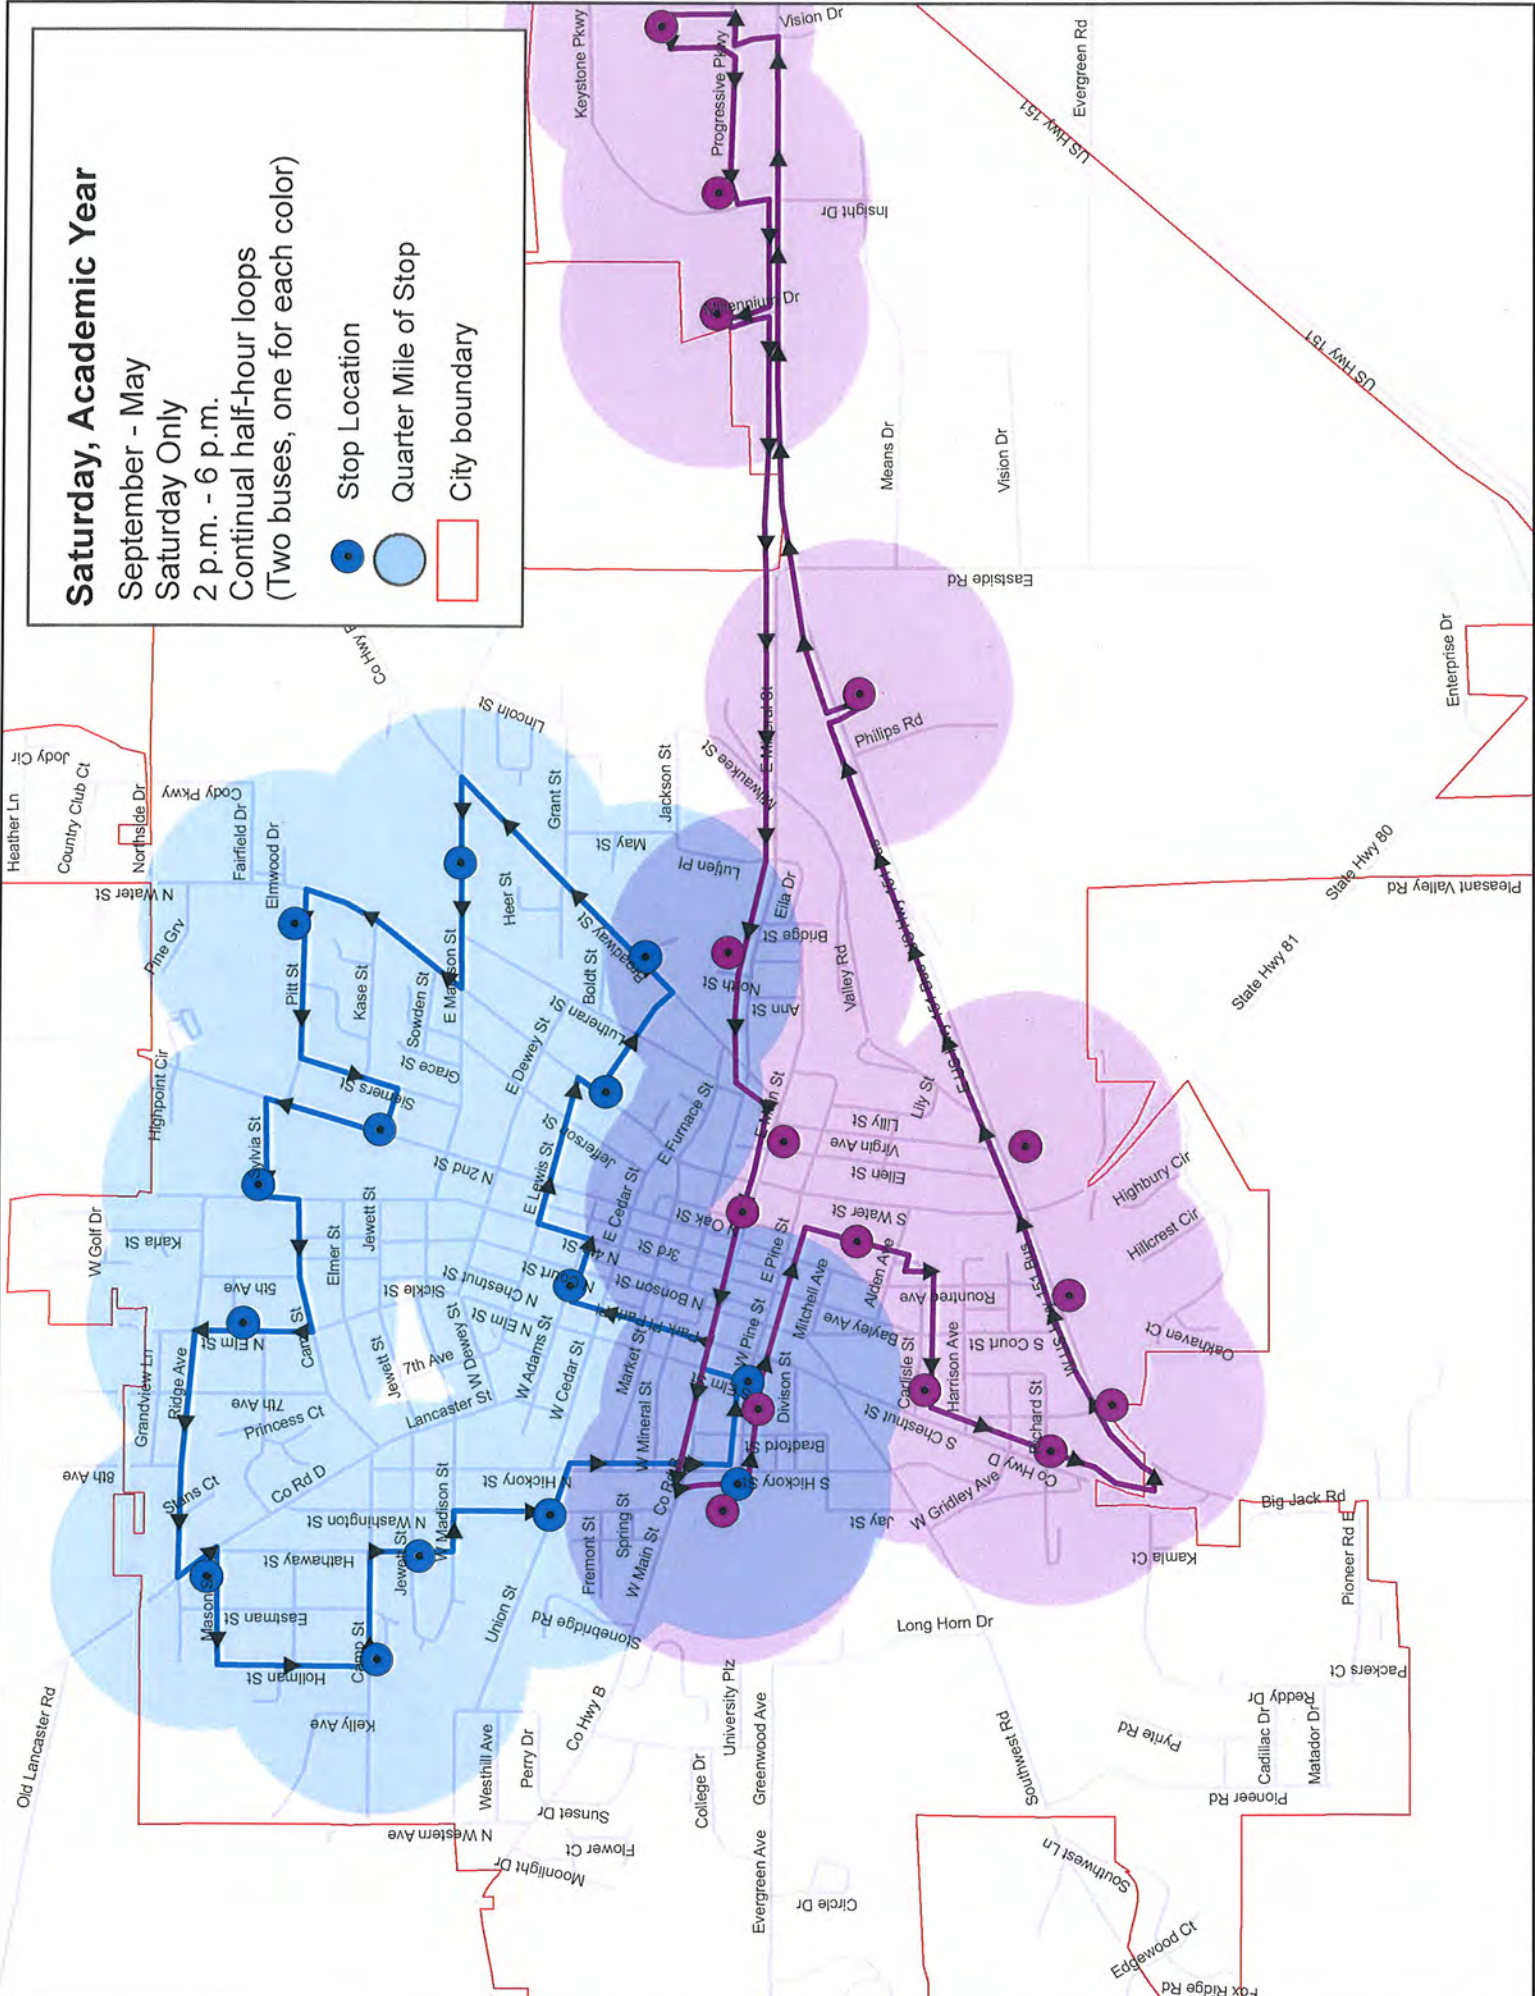 Saturday, Academic Year
September - May
Saturday Only
2 p.m. - 6 p.m.
Continual half-hour loops
(Two buses, one for each color)
Stop Location
Quarter Mile of Stop
City boundary
Keystone Pkwy
Progressive Pkwy
Vision Dr
Insight Dr
Evergreen Rd
US Hwy 151
US Hwy 151
Means Dr
Vision Dr
Eastside Rd
Enterprise Dr
Philips Rd
State Hwy 80
State Hwy 81
Pleasant Valley Rd
Heather Ln
Jody Cir
Country Club Ct
Northside Dr
Cody Pkwy
Fairfield Dr
Elmwood Dr
N Water St
Pine Grv
Lincoln St
Grant St
Jackson St
May St
Heer St
Milwaukee St
E Mineral St
Lutjen Pl
Eila Dr
Bridge St
North St
Ann St
Valley Rd
Pitt St
Kase St
Sowden St
E Madison St
Grace St
Siemers St
Highpoint Cir
Sylvia St
Boldt St
Broadway St
Lutheran St
E Dewey St
Jefferson St
E Lewis St
N 2nd St
E Furnace St
E Main St
E Cedar St
Lily St
Lilly St
Virgin Ave
Ellen St
S Water St
Highbury Cir
Hillcrest Cir
W Golf Dr
Karla St
5th Ave
Elmer St
Jewett St
Sickle St
N Chestnut St
N Court St
N 4th St
3rd St
N Oak St
N Bonson St
E Pine St
Mitchell Ave
Alden Ave
Rountree Ave
Bayley Ave
Camp St
N Elm St
N Elm St
Jewett St
7th Ave
W Dewey St
W Adams St
Market St
W Pine St
Divison St
Carlisle St
Harrison Ave
S Court St
Oakhaven Ct
Grandview Ln
Ridge Ave
7th Ave
Princess Ct
Lancaster St
W Cedar St
W Mineral St
Bradford St
S Chestnut St
Richard St
8th Ave
Stans Ct
Co Rd D
N Hickory St
S Hickory St
W Gridley Ave
Co Hwy D
Big Jack Rd
N Washington St
W Madison St
Hathaway St
Jewett St
Fremont St
Spring St
W Main St
Jay St
Kamla Ct
Pioneer Rd E
Eastman St
Union St
Stonebridge Rd
Long Horn Dr
Hollman St
Camp St
Old Lancaster Rd
Kelly Ave
Westhill Ave
Perry Dr
Co Hwy B
University Plz
College Dr
Greenwood Ave
Southwest Rd
Pyrite Rd
Packers Ct
Reddy Dr
Cadillac Dr
Matador Dr
Pioneer Rd
Sunset Dr
N Western Ave
Flower Ct
Moonlight Dr
Evergreen Ave
Circle Dr
Southwest Ln
Edgewood Ct
Fox Ridge Rd